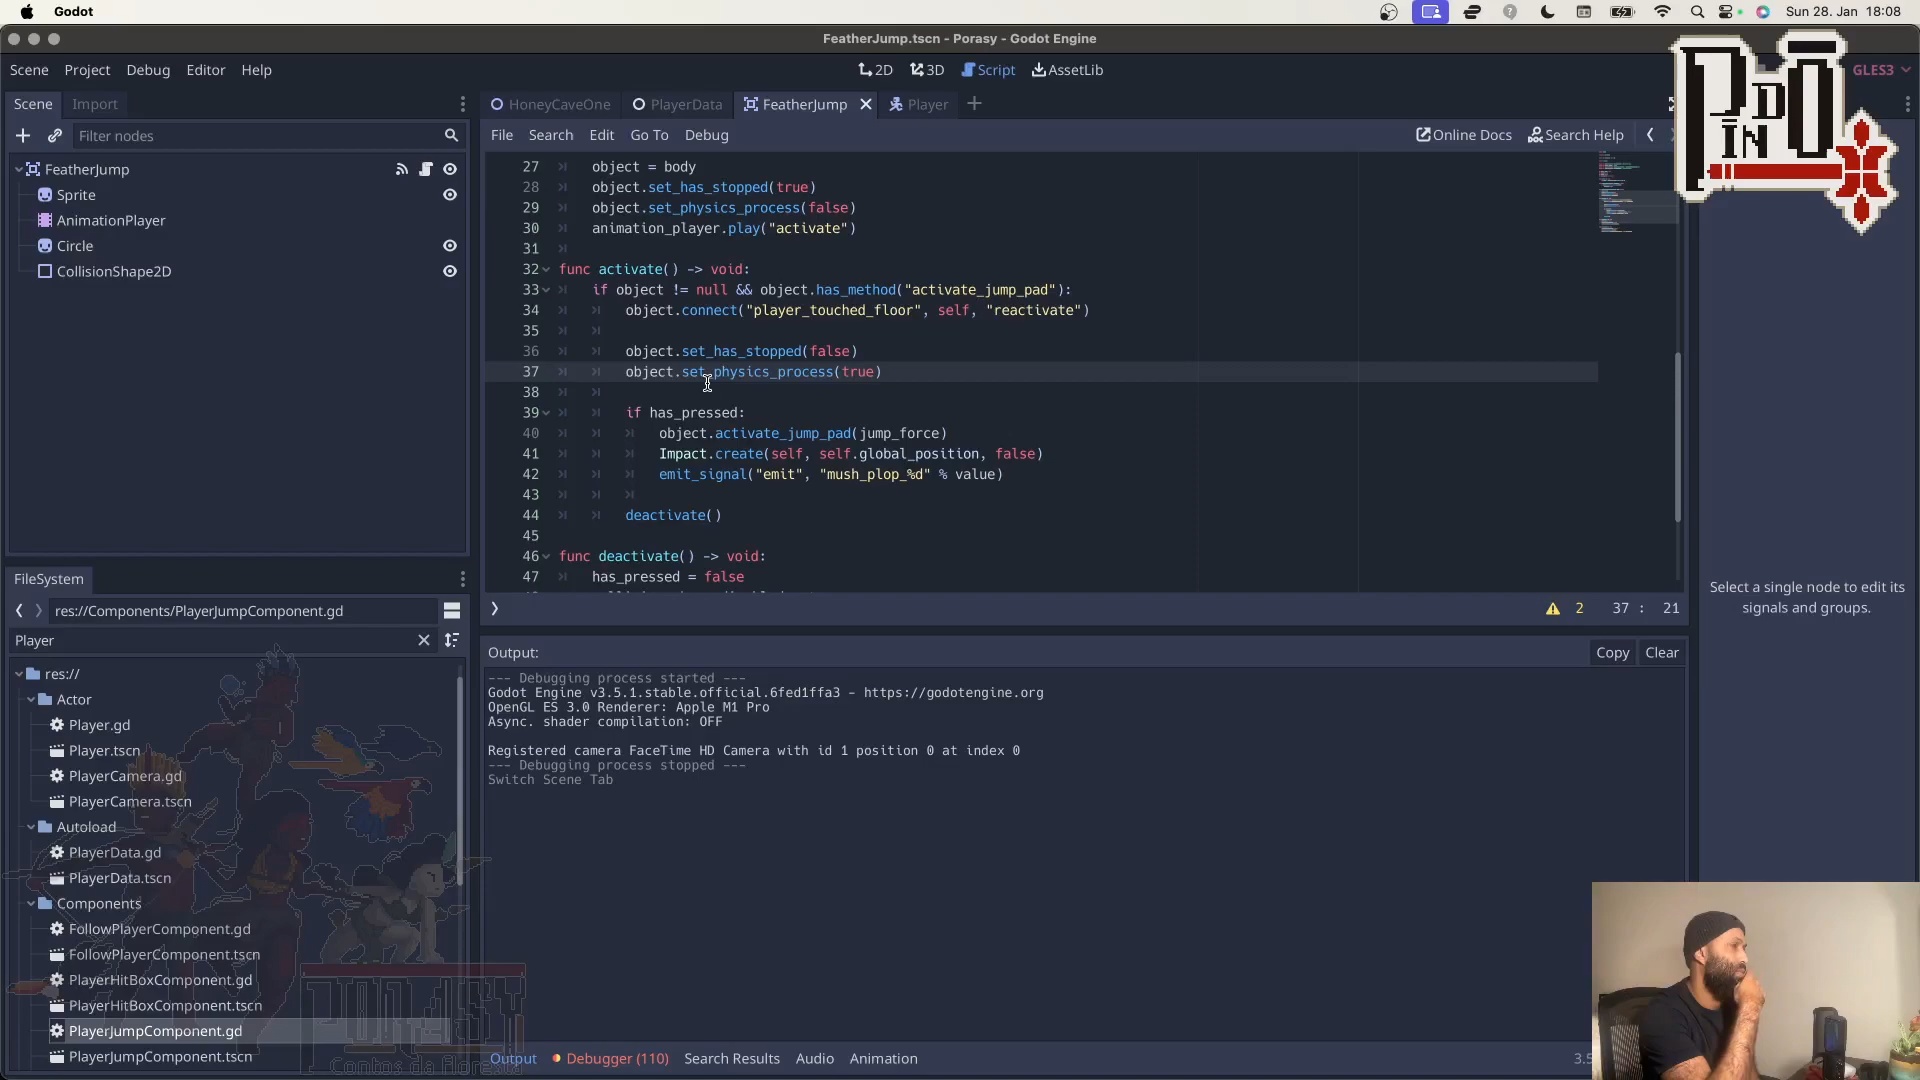 Godot
Sun 28. Jan 18:08
FeatherJump.tscn - Porasy - Godot Engine
Scene Project Debug Editor Help
2D 3D Script AssetLib
GLES3
PdO IN
Scene Import
HoneyCaveOne PlayerData FeatherJump Player
Filter nodes
File Search Edit Go To Debug
Online Docs Search Help
FeatherJump
Sprite
AnimationPlayer
Circle
CollisionShape2D
27 object = body
28 object.set_has_stopped(true)
29 object.set_physics_process(false)
30 animation_player.play("activate")
31
32 func activate() -> void:
33 if object != null && object.has_method("activate_jump_pad"):
34 object.connect("player_touched_floor", self, "reactivate")
35
36 object.set_has_stopped(false)
37 object.set_physics_process(true)
38
39 if has_pressed:
40 object.activate_jump_pad(jump_force)
41 Impact.create(self, self.global_position, false)
42 emit_signal("emit", "mush_plop_%d" % value)
43
44 deactivate()
45
46 func deactivate() -> void:
47 has_pressed = false
2 37 : 21
FileSystem
res://Components/PlayerJumpComponent.gd
Player
res://
Actor
Player.gd
Player.tscn
PlayerCamera.gd
PlayerCamera.tscn
Autoload
PlayerData.gd
PlayerData.tscn
Components
FollowPlayerComponent.gd
FollowPlayerComponent.tscn
PlayerHitBoxComponent.gd
PlayerHitBoxComponent.tscn
PlayerJumpComponent.gd
PlayerJumpComponent.tscn
PORASY
Contos da floresta
Output:
Copy Clear
--- Debugging process started ---
Godot Engine v3.5.1.stable.official.6fed1ffa3 - https://godotengine.org
OpenGL ES 3.0 Renderer: Apple M1 Pro
Async. shader compilation: OFF
Registered camera FaceTime HD Camera with id 1 position 0 at index 0
--- Debugging process stopped ---
Switch Scene Tab
Output Debugger (110) Search Results Audio Animation
3.5
Select a single node to edit its
signals and groups.